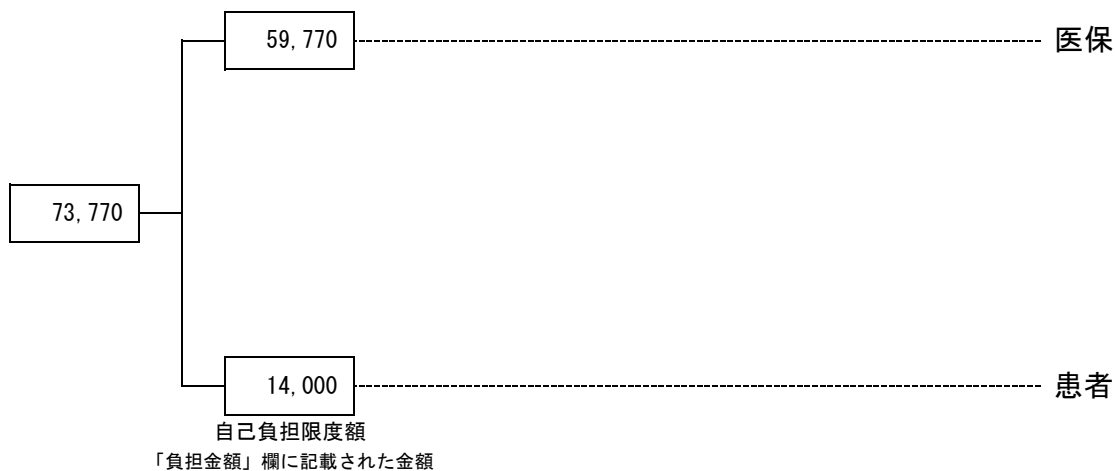 59,770
医保
73,770
14,000
患者
自己負担限度額
「負担金額」欄に記載された金額